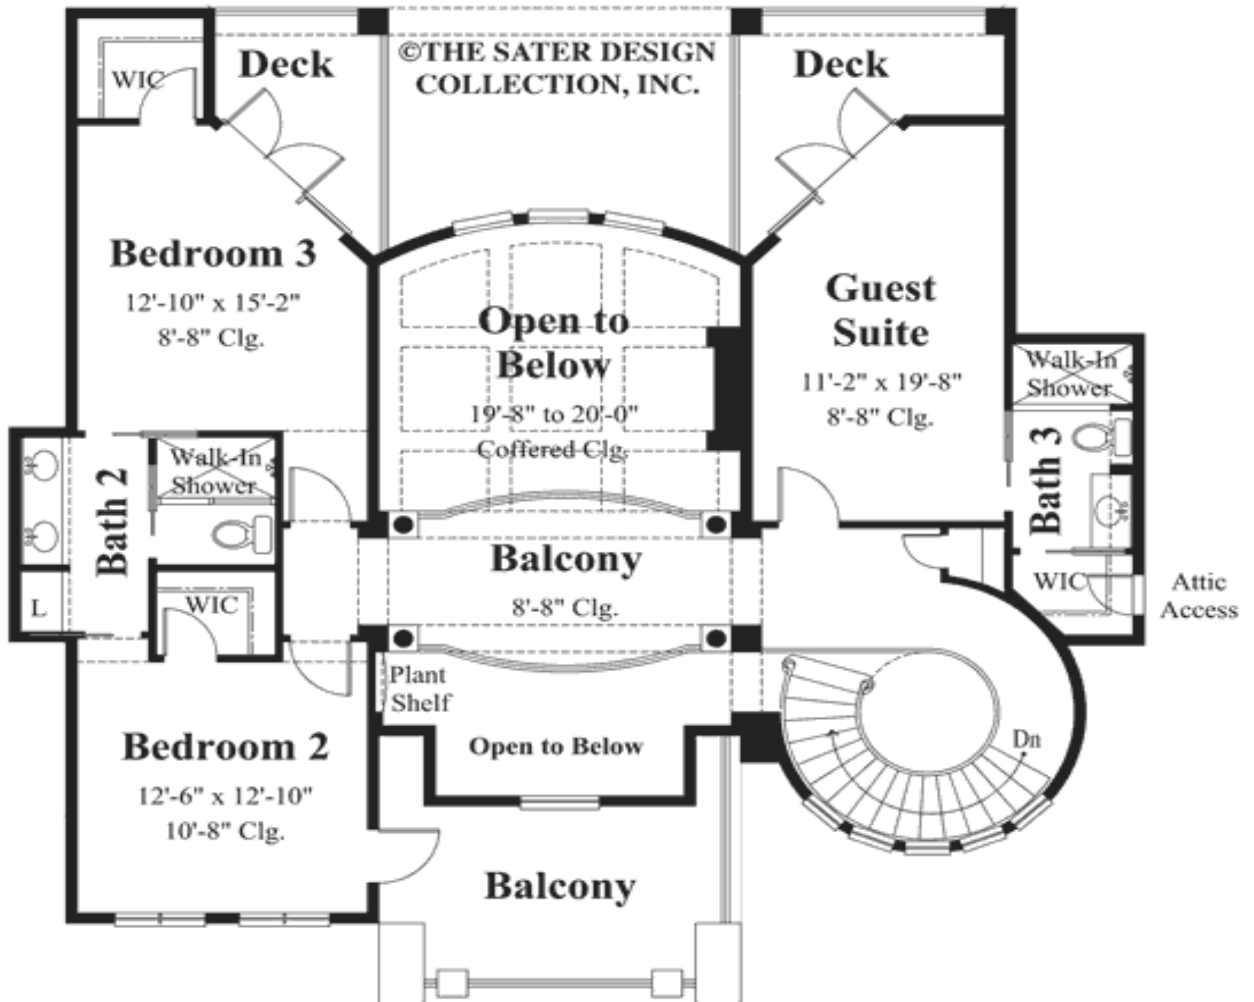 Deck
©THE SATER DESIGN
COLLECTION, INC.
Deck
WIC
Bedroom 3
12'-10" x 15'-2"
8'-8" Clg.
Open to
Below
19'-8" to 20'-0"
Coffered Clg.
Guest
Suite
11'-2" x 19'-8"
8'-8" Clg.
Walk-In
Shower
Bath 3
WIC
Attic
Access
Walk-In
Shower
Bath 2
WIC
L
Balcony
8'-8" Clg.
Plant
Shelf
Open to Below
Dn
Bedroom 2
12'-6" x 12'-10"
10'-8" Clg.
Balcony